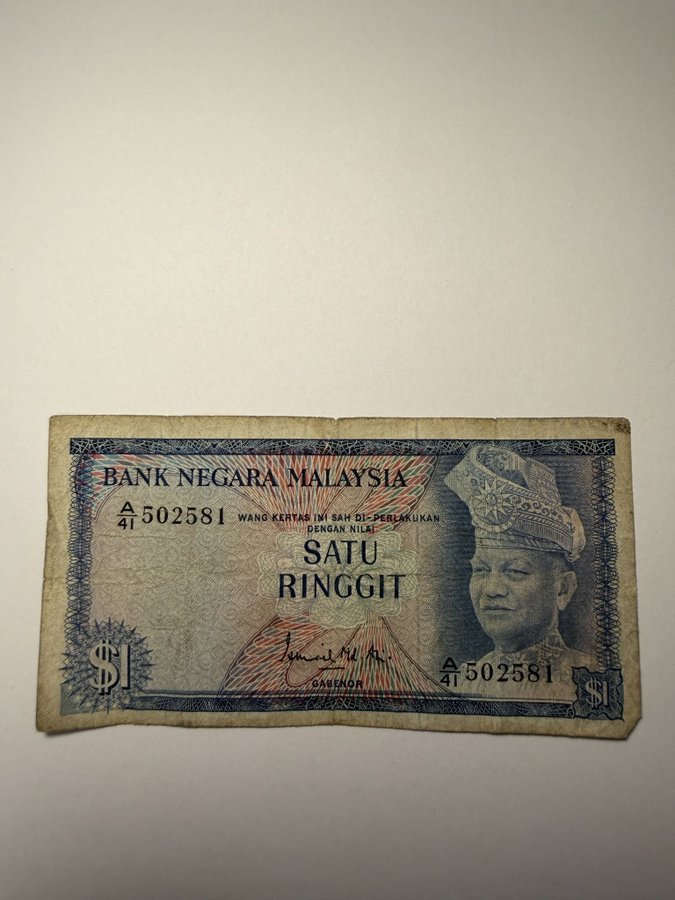 BANK NEGARA MALAYSIA
A/41 502581
WANG KERTAS INI SAH DI-PERLAKUKAN
DENGAN NILAI
SATU
RINGGIT
GABENOR
A/41 502581
$1
$1